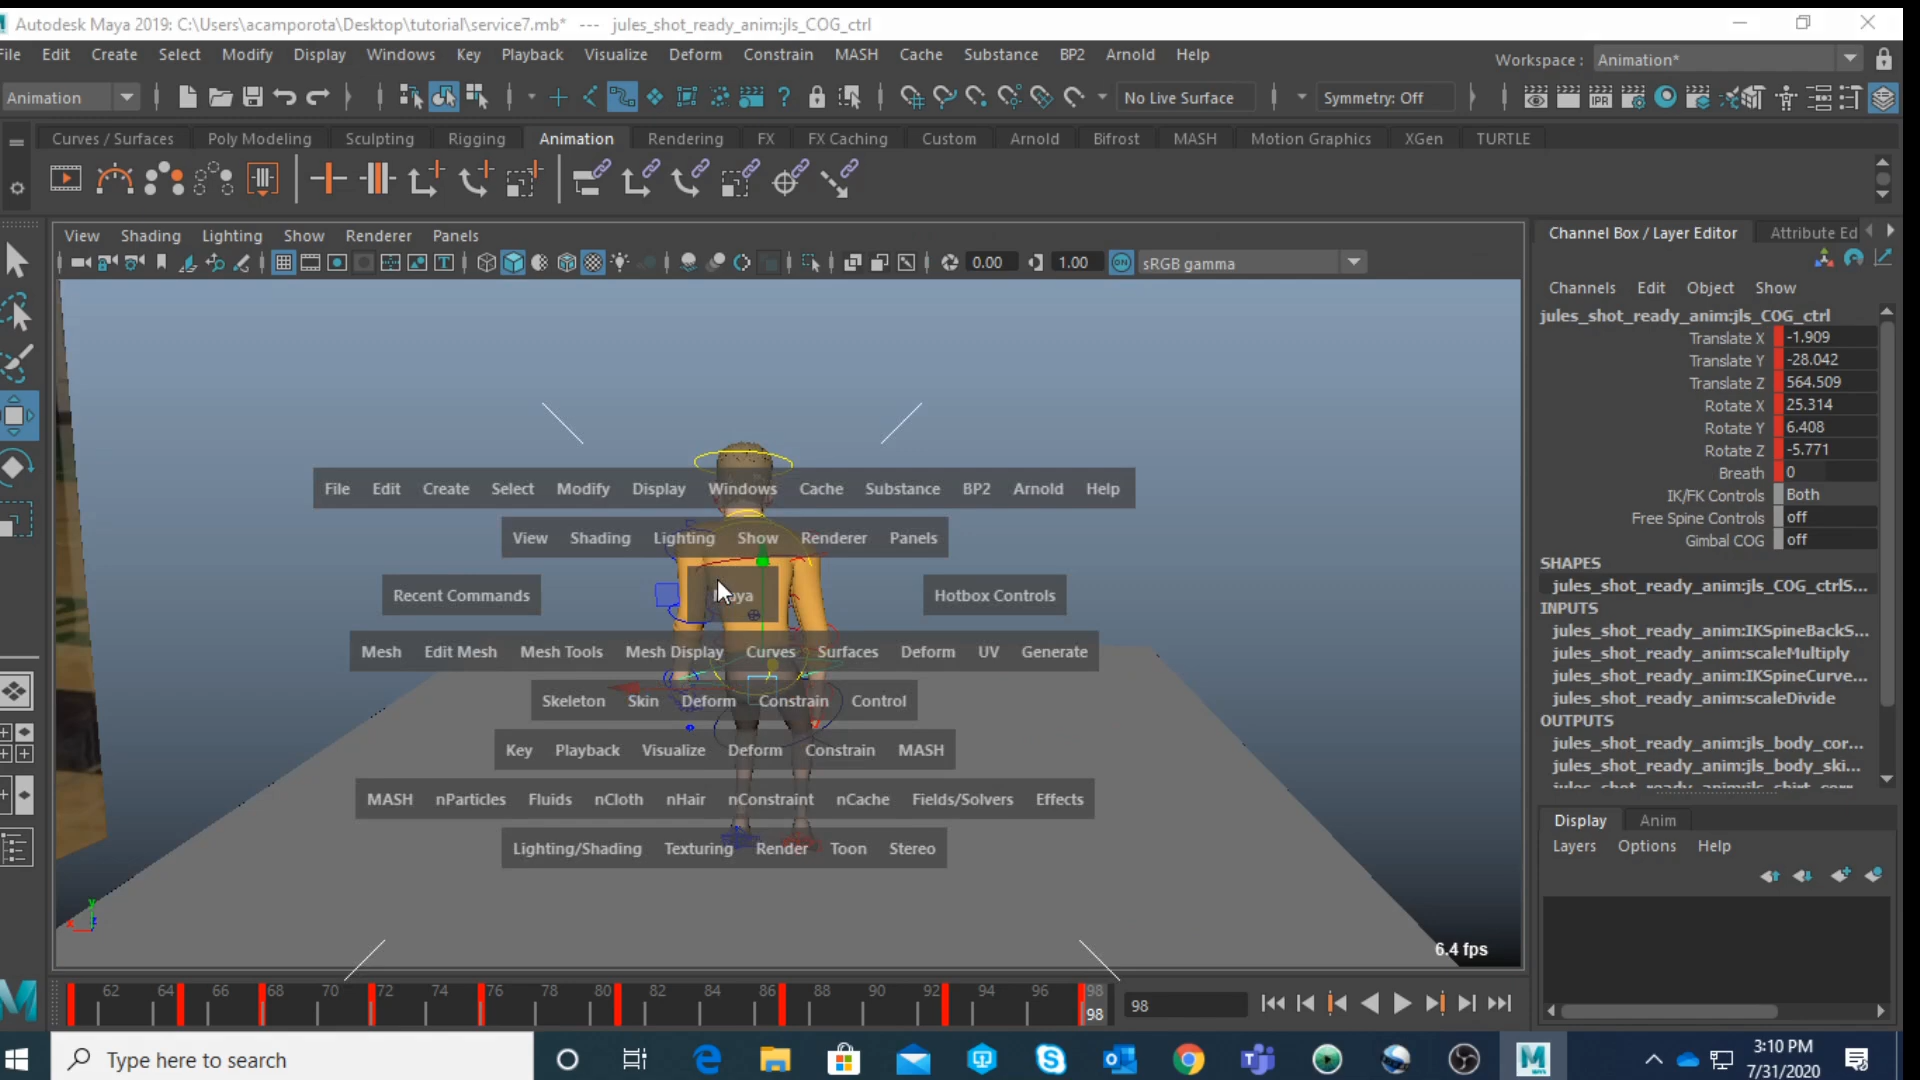 Autodesk Maya 2019: C:\Users\acamporota\Desktop\tutorial\service7.mb* --- jules_shot_ready_anim:jls_COG_ctrl
File Edit Create Select Modify Display Windows Key Playback Visualize Deform Constrain MASH Cache Substance BP2 Arnold Help
Workspace : Animation*
Animation No Live Surface Symmetry: Off
IPR
Curves / Surfaces Poly Modeling Sculpting Rigging Animation Rendering FX FX Caching Custom Arnold Bifrost MASH Motion Graphics XGen TURTLE
View Shading Lighting Show Renderer Panels
0.00 1.00 ON sRGB gamma
Channel Box / Layer Editor Attribute Ed
Channels Edit Object Show
jules_shot_ready_anim:jls_COG_ctrl
Translate X -1.909
Translate Y -28.042
Translate Z 564.509
Rotate X 25.314
Rotate Y 6.408
Rotate Z -5.771
Breath 0
IK/FK Controls Both
Free Spine Controls off
Gimbal COG off
SHAPES
jules_shot_ready_anim:jls_COG_ctrlS...
INPUTS
jules_shot_ready_anim:IKSpineBackS...
jules_shot_ready_anim:scaleMultiply
jules_shot_ready_anim:IKSpineCurve...
jules_shot_ready_anim:scaleDivide
OUTPUTS
jules_shot_ready_anim:jls_body_cor...
jules_shot_ready_anim:jls_body_ski...
jules_shot_ready_anim:jls_shirt_corr...
File Edit Create Select Modify Display Windows Cache Substance BP2 Arnold Help
View Shading Lighting Show Renderer Panels
Recent Commands Maya Hotbox Controls
Mesh Edit Mesh Mesh Tools Mesh Display Curves Surfaces Deform UV Generate
Skeleton Skin Deform Constrain Control
Key Playback Visualize Deform Constrain MASH
MASH nParticles Fluids nCloth nHair nConstraint nCache Fields/Solvers Effects
Lighting/Shading Texturing Render Toon Stereo
6.4 fps
Display Anim
Layers Options Help
62 64 66 68 70 72 74 76 78 80 82 84 86 88 90 92 94 96 98
98
98
Type here to search
3:10 PM
7/31/2020